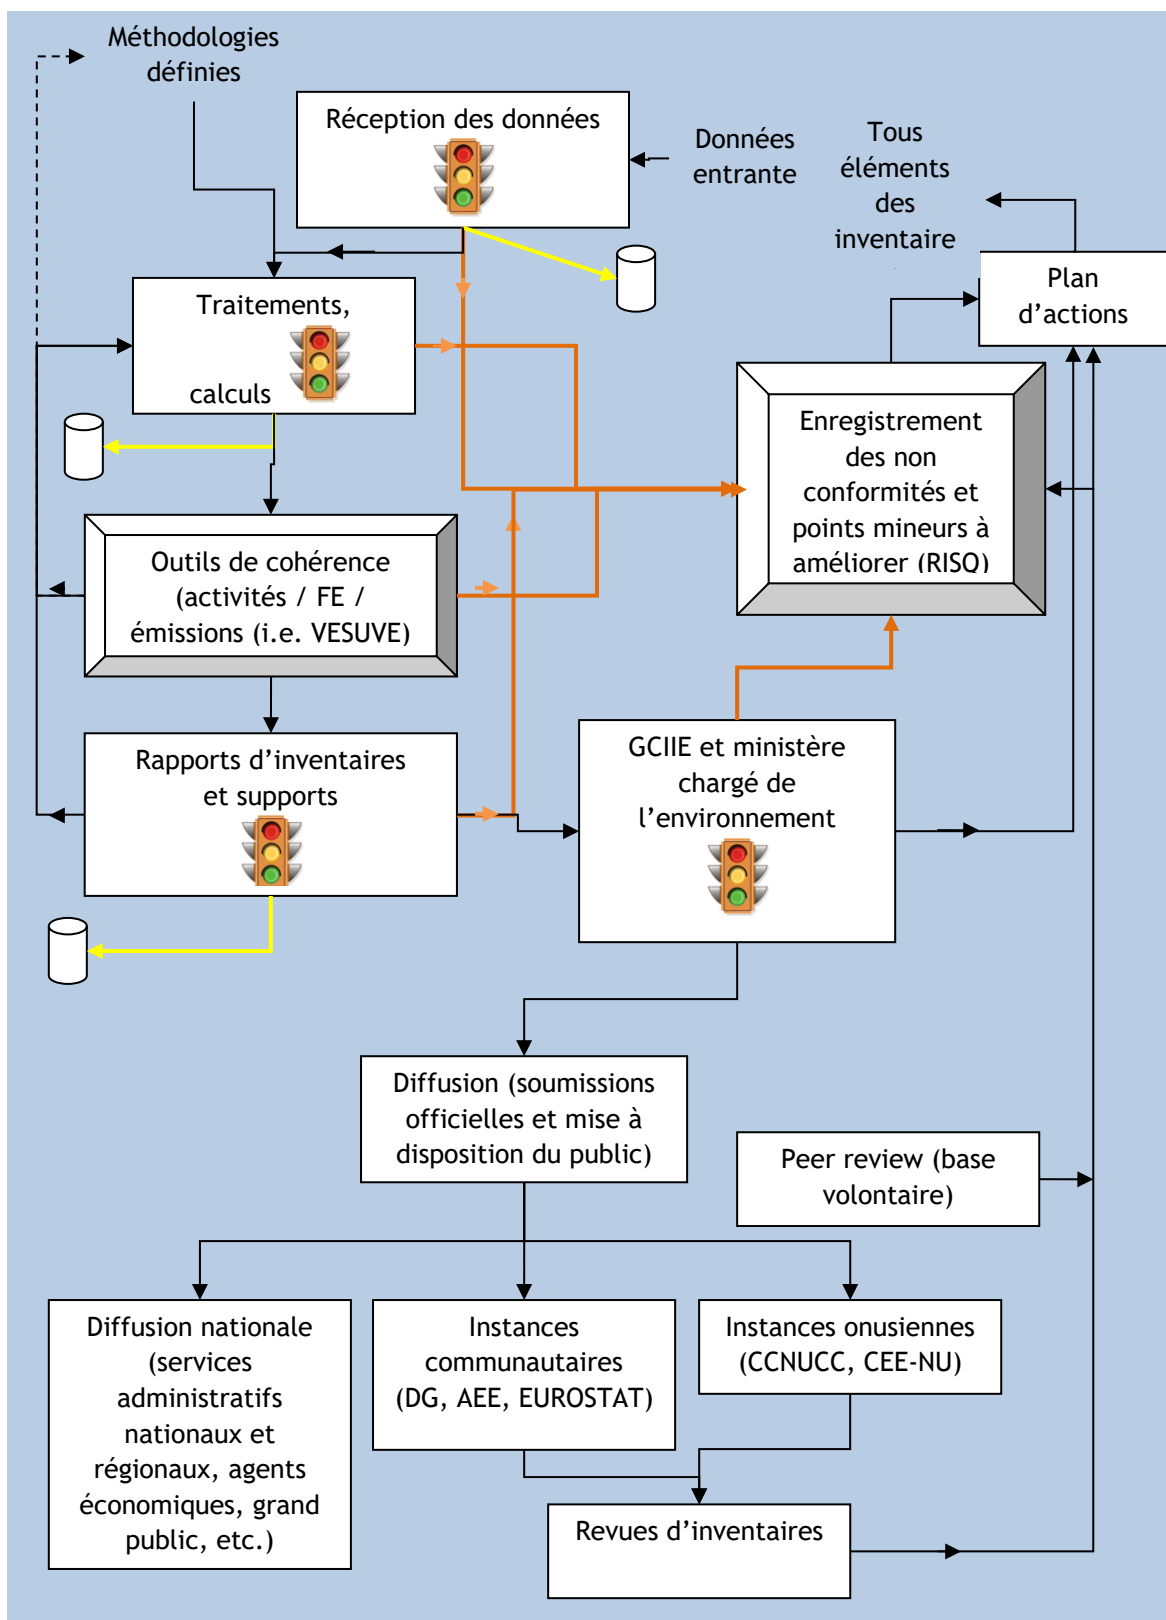 Méthodologies
définies
Réception des données
Données
entrante
Tous
éléments
des
inventaire
Plan
d’actions
Traitements,
calculs
Enregistrement
des non
conformités et
points mineurs à
améliorer (RISQ)
Outils de cohérence
(activités / FE /
émissions (i.e. VESUVE)
Rapports d’inventaires
et supports
GCIIE et ministère
chargé de
l’environnement
Diffusion (soumissions
officielles et mise à
disposition du public)
Peer review (base
volontaire)
Diffusion nationale
(services
administratifs
nationaux et
régionaux, agents
économiques, grand
public, etc.)
Instances
communautaires
(DG, AEE, EUROSTAT)
Instances onusiennes
(CCNUCC, CEE-NU)
Revues d’inventaires